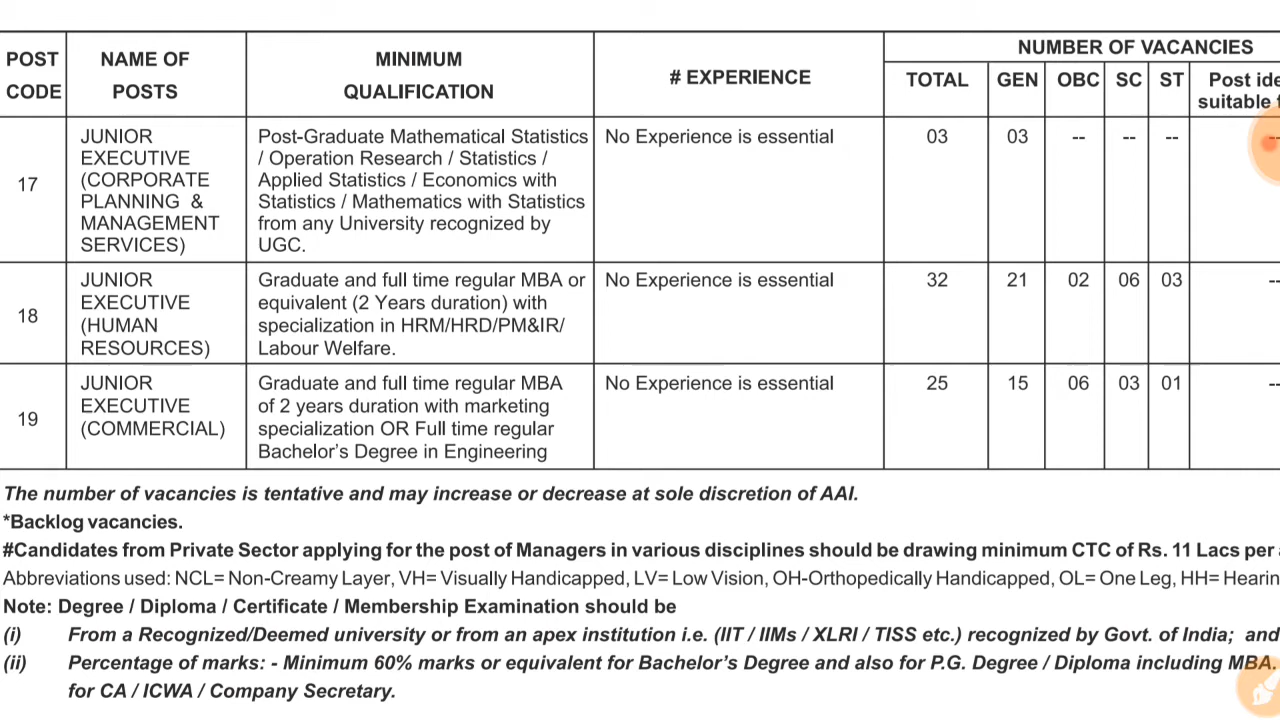 POST CODE
NAME OF POSTS
MINIMUM QUALIFICATION
# EXPERIENCE
NUMBER OF VACANCIES
TOTAL GEN OBC SC ST Post ide
suitable f
17
JUNIOR
EXECUTIVE
(CORPORATE
PLANNING &
MANAGEMENT
SERVICES)
Post-Graduate Mathematical Statistics
/ Operation Research / Statistics /
Applied Statistics / Economics with
Statistics / Mathematics with Statistics
from any University recognized by
UGC.
No Experience is essential
03 03 -- -- -- --
18
JUNIOR
EXECUTIVE
(HUMAN
RESOURCES)
Graduate and full time regular MBA or
equivalent (2 Years duration) with
specialization in HRM/HRD/PM&IR/
Labour Welfare.
No Experience is essential
32 21 02 06 03 --
19
JUNIOR
EXECUTIVE
(COMMERCIAL)
Graduate and full time regular MBA
of 2 years duration with marketing
specialization OR Full time regular
Bachelor's Degree in Engineering
No Experience is essential
25 15 06 03 01 --
The number of vacancies is tentative and may increase or decrease at sole discretion of AAI.
*Backlog vacancies.
#Candidates from Private Sector applying for the post of Managers in various disciplines should be drawing minimum CTC of Rs. 11 Lacs per
Abbreviations used: NCL= Non-Creamy Layer, VH= Visually Handicapped, LV= Low Vision, OH-Orthopedically Handicapped, OL= One Leg, HH= Hearin
Note: Degree / Diploma / Certificate / Membership Examination should be
(i) From a Recognized/Deemed university or from an apex institution i.e. (IIT / IIMs / XLRI / TISS etc.) recognized by Govt. of India; and
(ii) Percentage of marks: - Minimum 60% marks or equivalent for Bachelor's Degree and also for P.G. Degree / Diploma including MBA.
for CA / ICWA / Company Secretary.